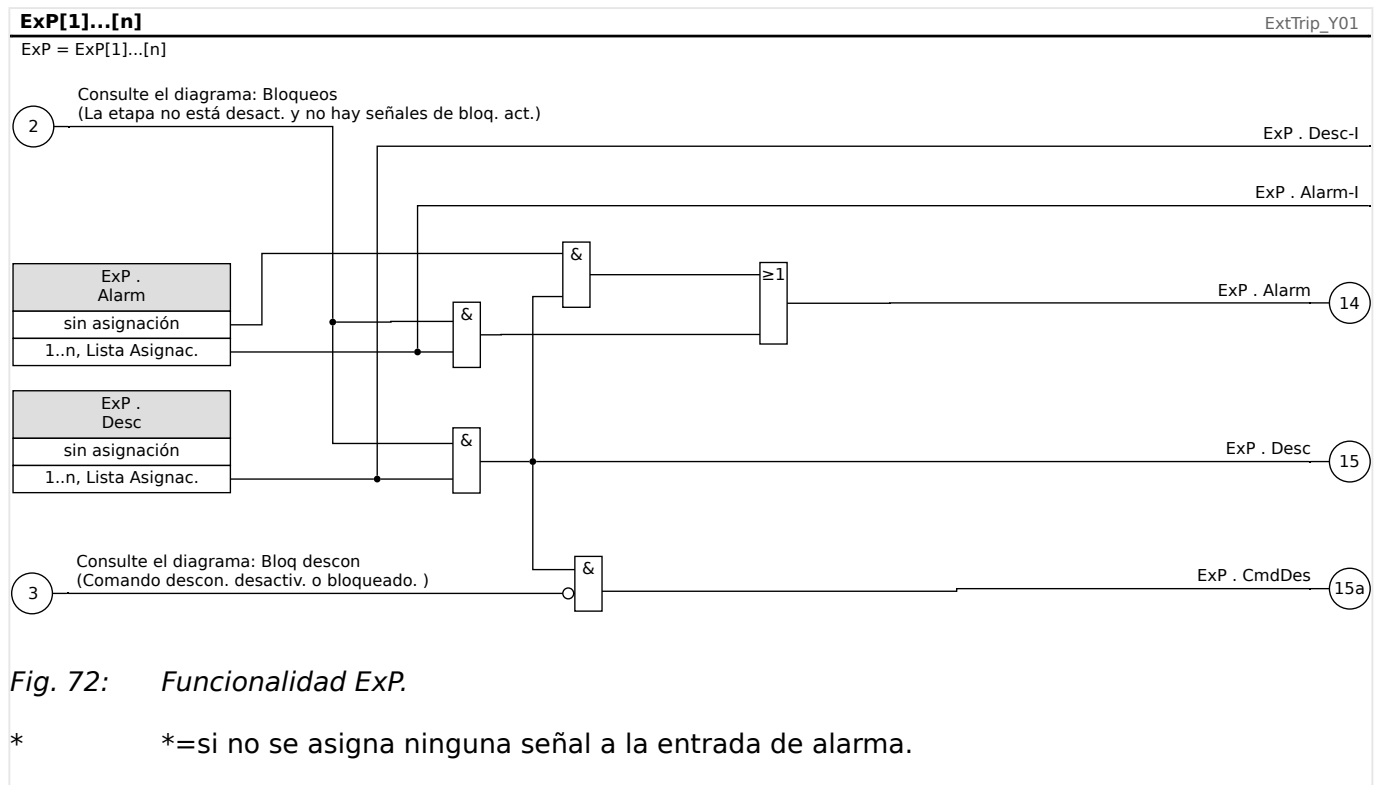 ExP[1]...[n]
ExtTrip_Y01
ExP = ExP[1]...[n]
Consulte el diagrama: Bloqueos
(La etapa no está desact. y no hay señales de bloq. act.)
2
ExP . Desc-I
ExP . Alarm-I
&
ExP .
Alarm
≥1
sin asignación
&
ExP . Alarm
14
1..n, Lista Asignac.
ExP .
Desc
&
sin asignación
ExP . Desc
15
1..n, Lista Asignac.
Consulte el diagrama: Bloq descon
(Comando descon. desactiv. o bloqueado. )
3
&
ExP . CmdDes
15a
Fig. 72: Funcionalidad ExP.
* *=si no se asigna ninguna señal a la entrada de alarma.